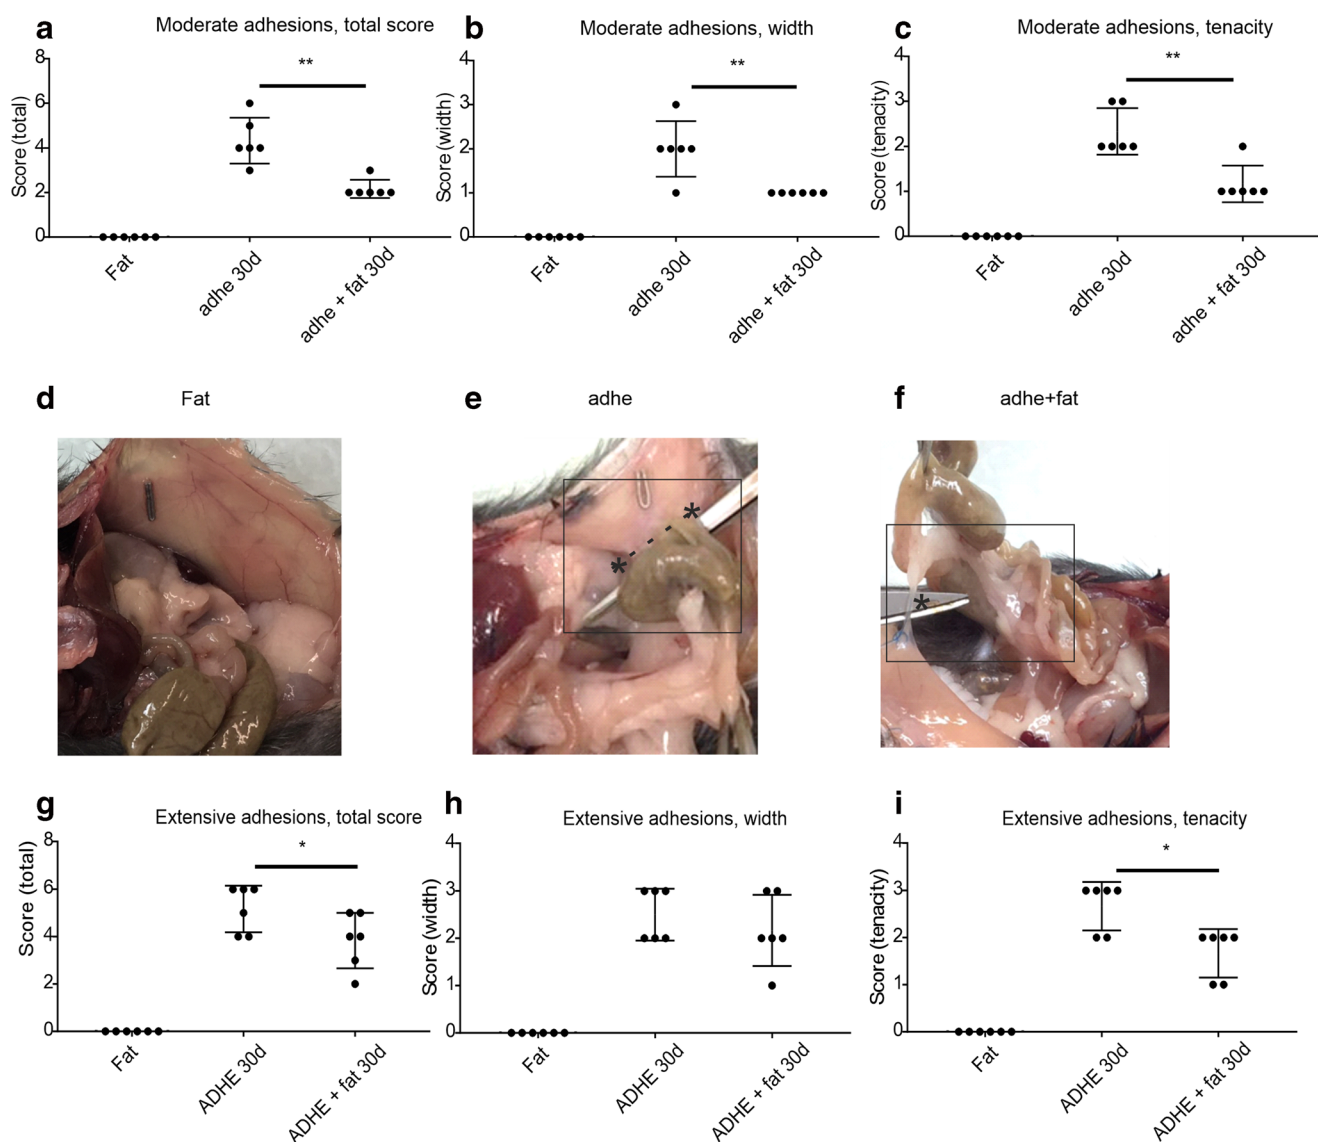 a Moderate adhesions, total score
Score (total)
8
6
4
2
0
**
Fat
adhe 30d
adhe + fat 30d
b Moderate adhesions, width
Score (width)
4
3
2
1
0
**
Fat
adhe 30d
adhe + fat 30d
c Moderate adhesions, tenacity
Score (tenacity)
4
3
2
1
0
**
Fat
adhe 30d
adhe + fat 30d
d Fat
e adhe
*
*
f adhe+fat
*
g Extensive adhesions, total score
Score (total)
8
6
4
2
0
*
Fat
ADHE 30d
ADHE + fat 30d
h Extensive adhesions, width
Score (width)
4
3
2
1
0
Fat
ADHE 30d
ADHE + fat 30d
i Extensive adhesions, tenacity
Score (tenacity)
4
3
2
1
0
*
Fat
ADHE 30d
ADHE + fat 30d